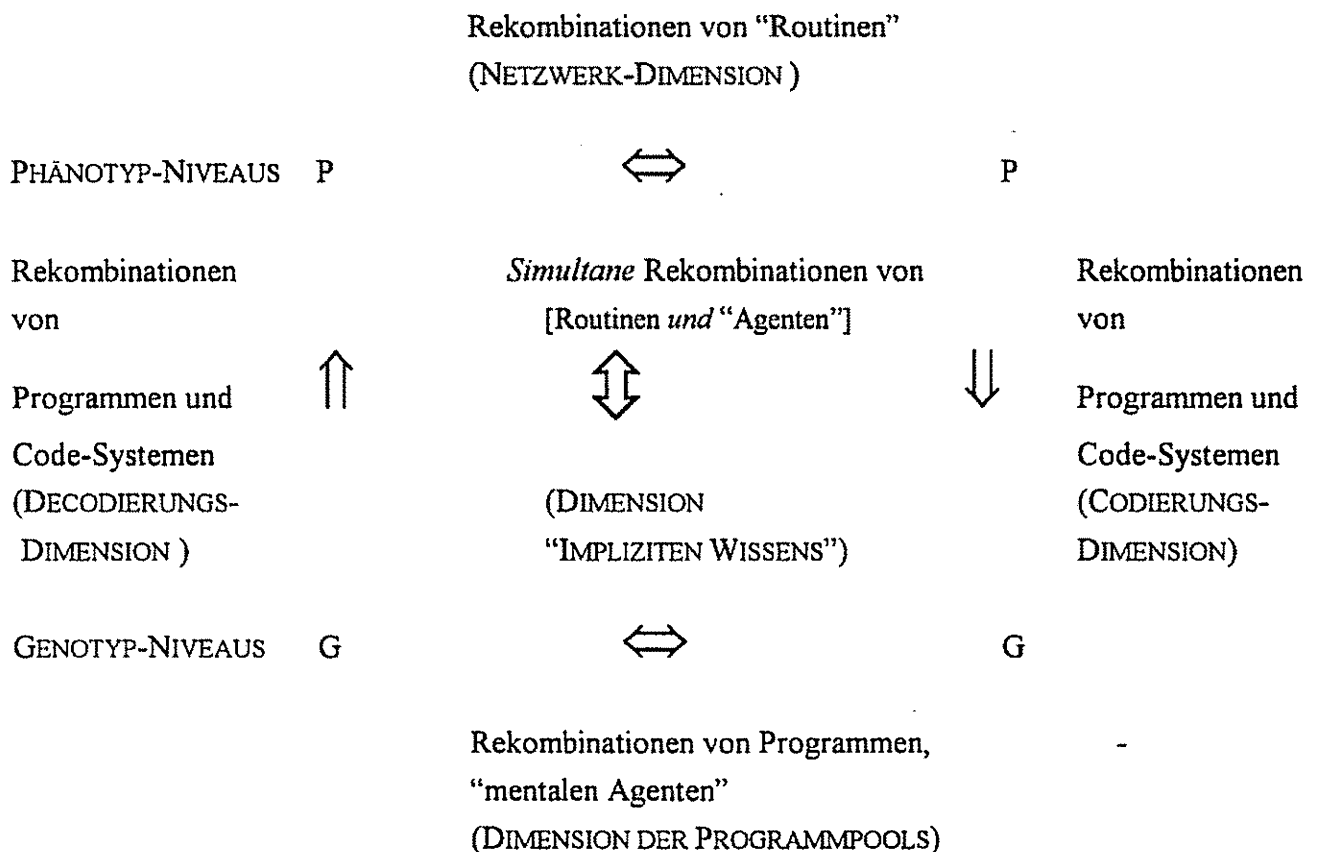 Rekombinationen von “Routinen”
(NETZWERK-DIMENSION )
PHÄNOTYP-NIVEAUS P ⇔ P
Rekombinationen Simultane Rekombinationen von Rekombinationen
von [Routinen und “Agenten”] von
⇑ ⇕ ⇓
Programmen und Programmen und
Code-Systemen Code-Systemen
(DECODIERUNGS- (DIMENSION (CODIERUNGS-
DIMENSION ) “IMPLIZITEN WISSENS”) DIMENSION)
GENOTYP-NIVEAUS G ⇔ G
Rekombinationen von Programmen,
“mentalen Agenten”
(DIMENSION DER PROGRAMMPOOLS)